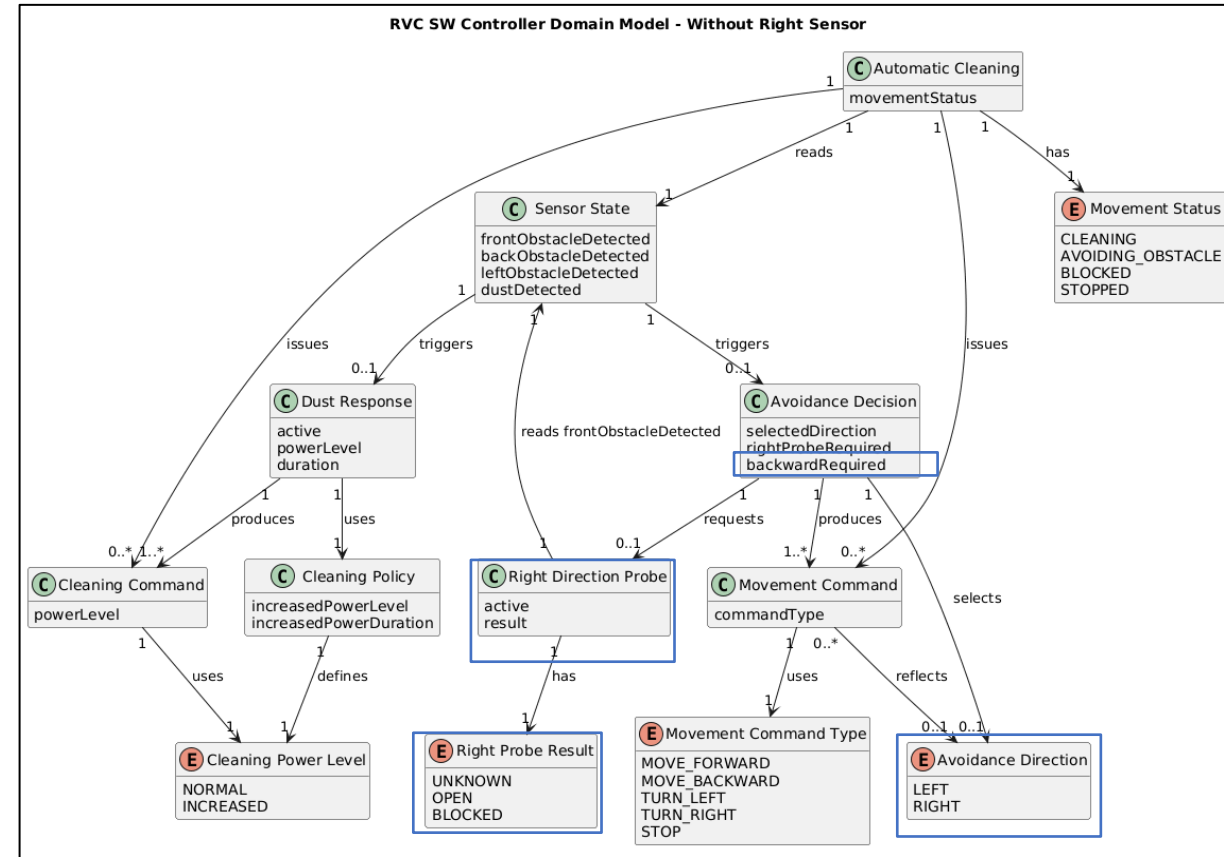 RVC SW Controller Domain Model - Without Right Sensor
C Automatic Cleaning
movementStatus
1
1
1
1
reads
has
1
1
C Sensor State
frontObstacleDetected
backObstacleDetected
leftObstacleDetected
dustDetected
E Movement Status
CLEANING
AVOIDING_OBSTACLE
BLOCKED
STOPPED
1
1
1
issues
triggers
triggers
issues
0..1
0..1
C Dust Response
active
powerLevel
duration
reads frontObstacleDetected
C Avoidance Decision
selectedDirection
rightProbeRequired
backwardRequired
1
1
1
1
1
produces
uses
requests
produces
0..*
1..*
1
1
0..1
1..*
0..*
C Cleaning Command
powerLevel
C Cleaning Policy
increasedPowerLevel
increasedPowerDuration
C Right Direction Probe
active
result
C Movement Command
commandType
selects
1
1
1
1
0..*
uses
defines
has
uses
reflects
1
1
1
1
0..1
0..1
E Cleaning Power Level
NORMAL
INCREASED
E Right Probe Result
UNKNOWN
OPEN
BLOCKED
E Movement Command Type
MOVE_FORWARD
MOVE_BACKWARD
TURN_LEFT
TURN_RIGHT
STOP
E Avoidance Direction
LEFT
RIGHT